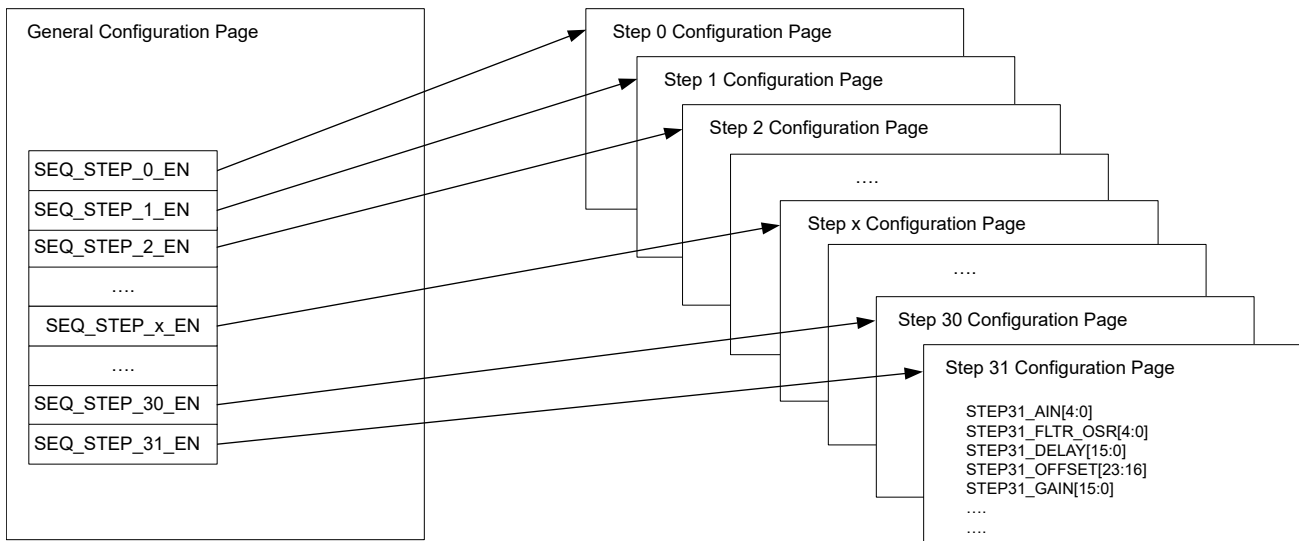 General Configuration Page
SEQ_STEP_0_EN
SEQ_STEP_1_EN
SEQ_STEP_2_EN
….
SEQ_STEP_x_EN
….
SEQ_STEP_30_EN
SEQ_STEP_31_EN
Step 0 Configuration Page
Step 1 Configuration Page
Step 2 Configuration Page
….
Step x Configuration Page
….
Step 30 Configuration Page
Step 31 Configuration Page
STEP31_AIN[4:0]
STEP31_FLTR_OSR[4:0]
STEP31_DELAY[15:0]
STEP31_OFFSET[23:16]
STEP31_GAIN[15:0]
….
….